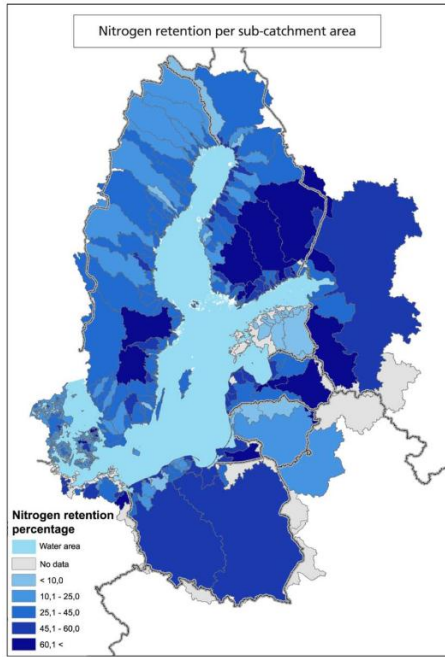 Nitrogen retention per sub-catchment area
Nitrogen retention
percentage
Water area
No data
< 10,0
10,1 - 25,0
25,1 - 45,0
45,1 - 60,0
60,1 <